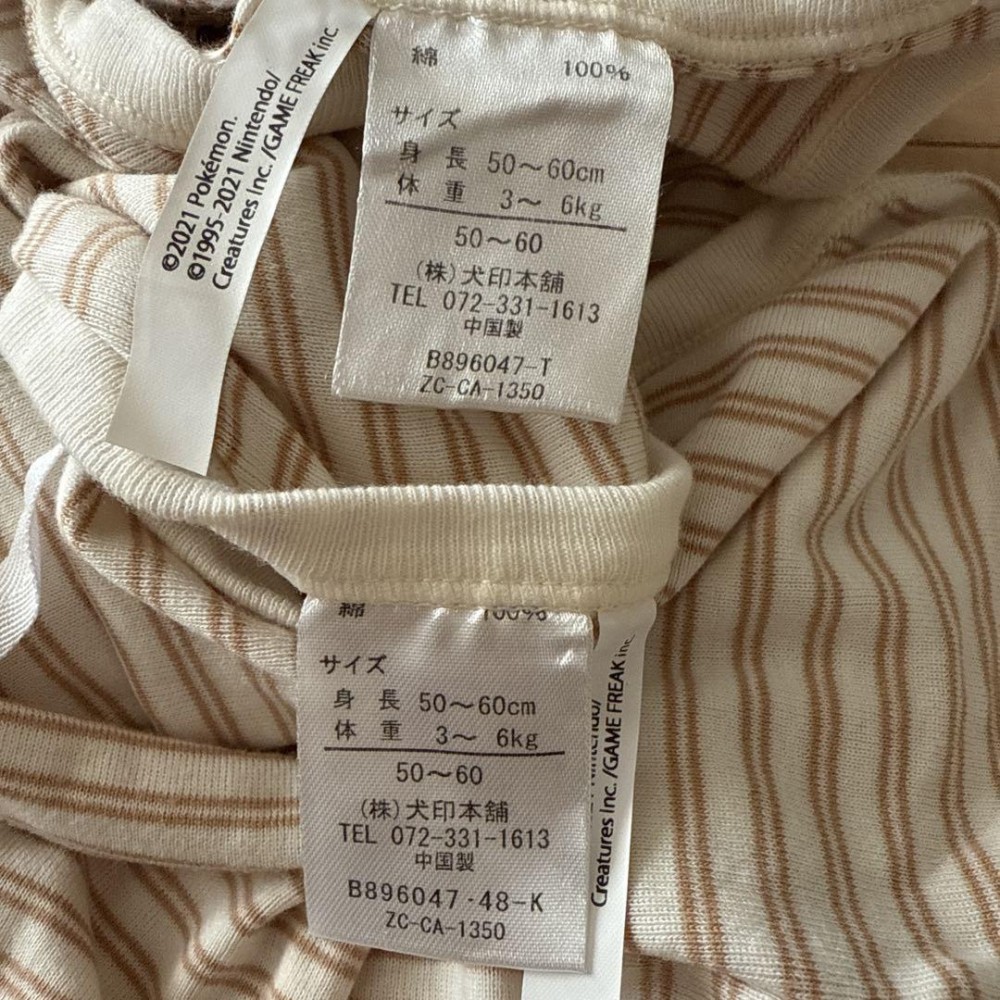 ©2021 Pokémon.
©1995-2021 Nintendo/
Creatures Inc. /GAME FREAK inc.
綿 100%
サイズ
身長 50～60cm
体重 3～ 6kg
50～60
(株)犬印本舗
TEL 072-331-1613
中国製
B896047-T
ZC-CA-1350
綿 100%
サイズ
身長 50～60cm
体重 3～ 6kg
50～60
(株)犬印本舗
TEL 072-331-1613
中国製
B896047-48-K
ZC-CA-1350
Nintendo/
Creatures Inc. /GAME FREAK inc.